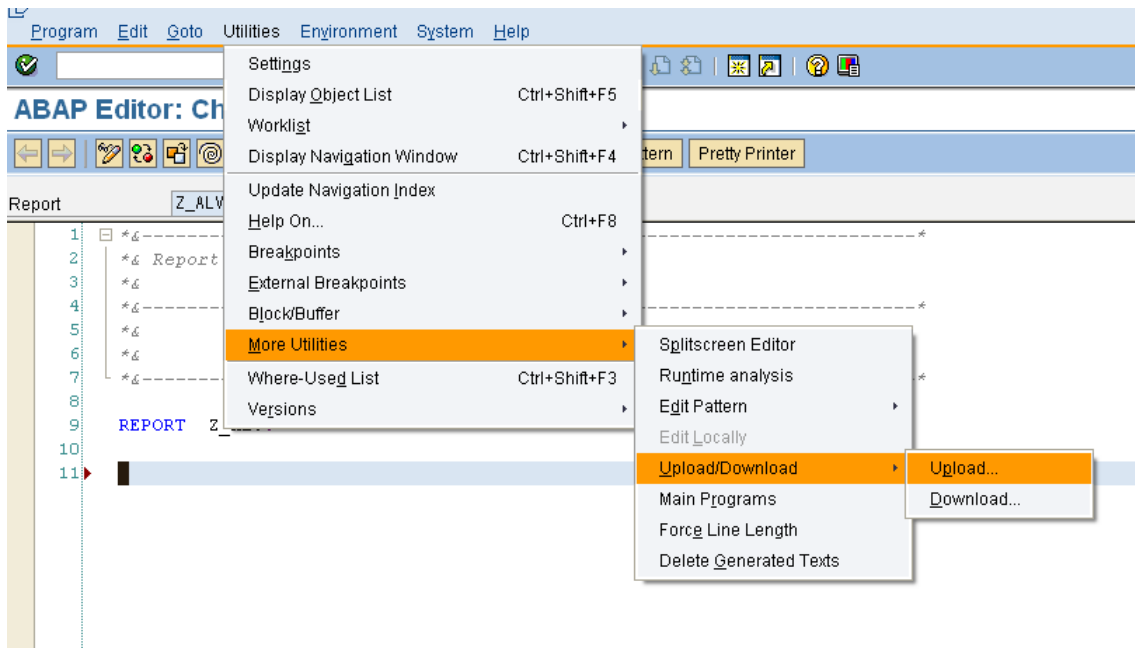 Program Edit Goto Utilities Environment System Help
ABAP Editor: Ch
Pretty Printer
Report Z_ALV
Settings
Display Object List Ctrl+Shift+F5
Worklist
Display Navigation Window Ctrl+Shift+F4
Update Navigation Index
Help On... Ctrl+F8
Breakpoints
External Breakpoints
Block/Buffer
More Utilities
Where-Used List Ctrl+Shift+F3
Versions
Splitscreen Editor
Runtime analysis
Edit Pattern
Edit Locally
Upload/Download
Main Programs
Force Line Length
Delete Generated Texts
Upload...
Download...
1 *&---------------------*
2 *& Report
3 *&
4 *&---------------------*
5 *&
6 *&
7 *&---------------------*
8
9 REPORT
10
11